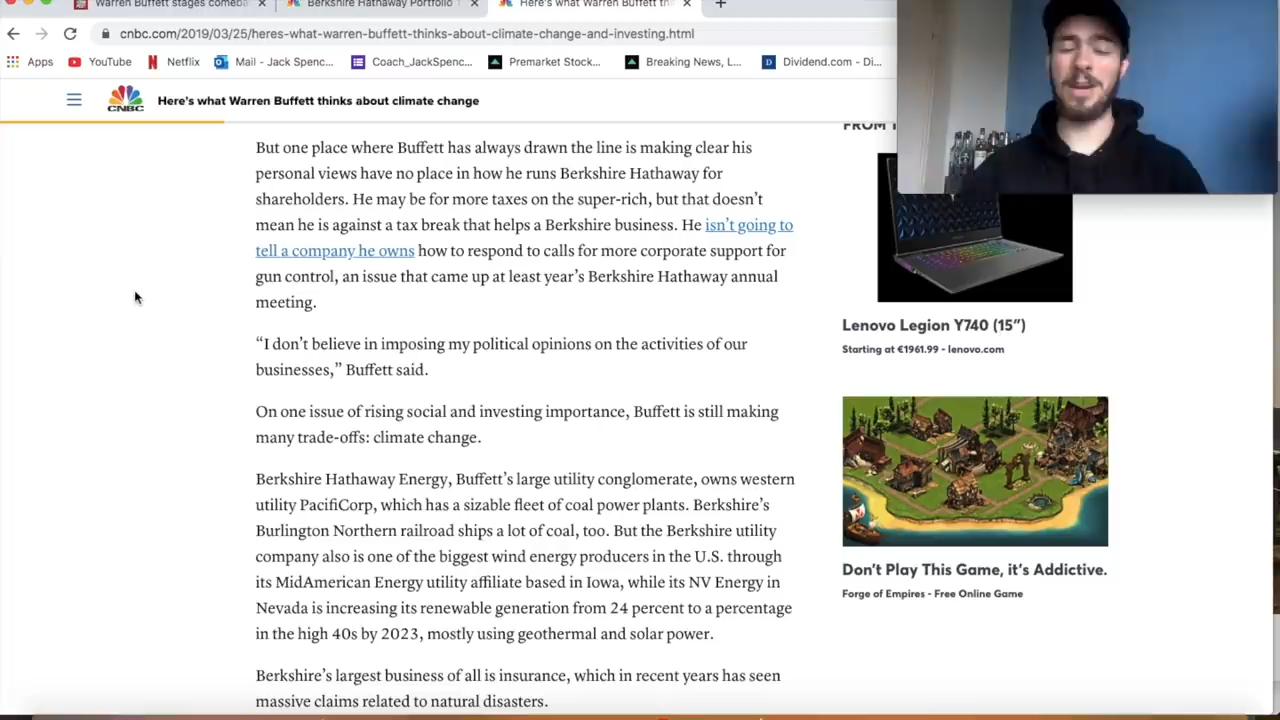 Warren Buffett stages comeba
Berkshire Hathaway Portfolio
Here's what Warren Buffett thi
cnbc.com/2019/03/25/heres-what-warren-buffett-thinks-about-climate-change-and-investing.html
Apps
YouTube
Netflix
Mail - Jack Spenc...
Coach_JackSpenc...
Premarket Stock...
Breaking News, L...
Dividend.com - Di...
CNBC
Here's what Warren Buffett thinks about climate change
But one place where Buffett has always drawn the line is making clear his
personal views have no place in how he runs Berkshire Hathaway for
shareholders. He may be for more taxes on the super-rich, but that doesn’t
mean he is against a tax break that helps a Berkshire business. He isn’t going to
tell a company he owns how to respond to calls for more corporate support for
gun control, an issue that came up at least year’s Berkshire Hathaway annual
meeting.
“I don’t believe in imposing my political opinions on the activities of our
businesses,” Buffett said.
On one issue of rising social and investing importance, Buffett is still making
many trade-offs: climate change.
Berkshire Hathaway Energy, Buffett’s large utility conglomerate, owns western
utility PacifiCorp, which has a sizable fleet of coal power plants. Berkshire’s
Burlington Northern railroad ships a lot of coal, too. But the Berkshire utility
company also is one of the biggest wind energy producers in the U.S. through
its MidAmerican Energy utility affiliate based in Iowa, while its NV Energy in
Nevada is increasing its renewable generation from 24 percent to a percentage
in the high 40s by 2023, mostly using geothermal and solar power.
Berkshire’s largest business of all is insurance, which in recent years has seen
massive claims related to natural disasters.
FROM
Lenovo Legion Y740 (15”)
Starting at €1961.99 - lenovo.com
Don’t Play This Game, it’s Addictive.
Forge of Empires - Free Online Game